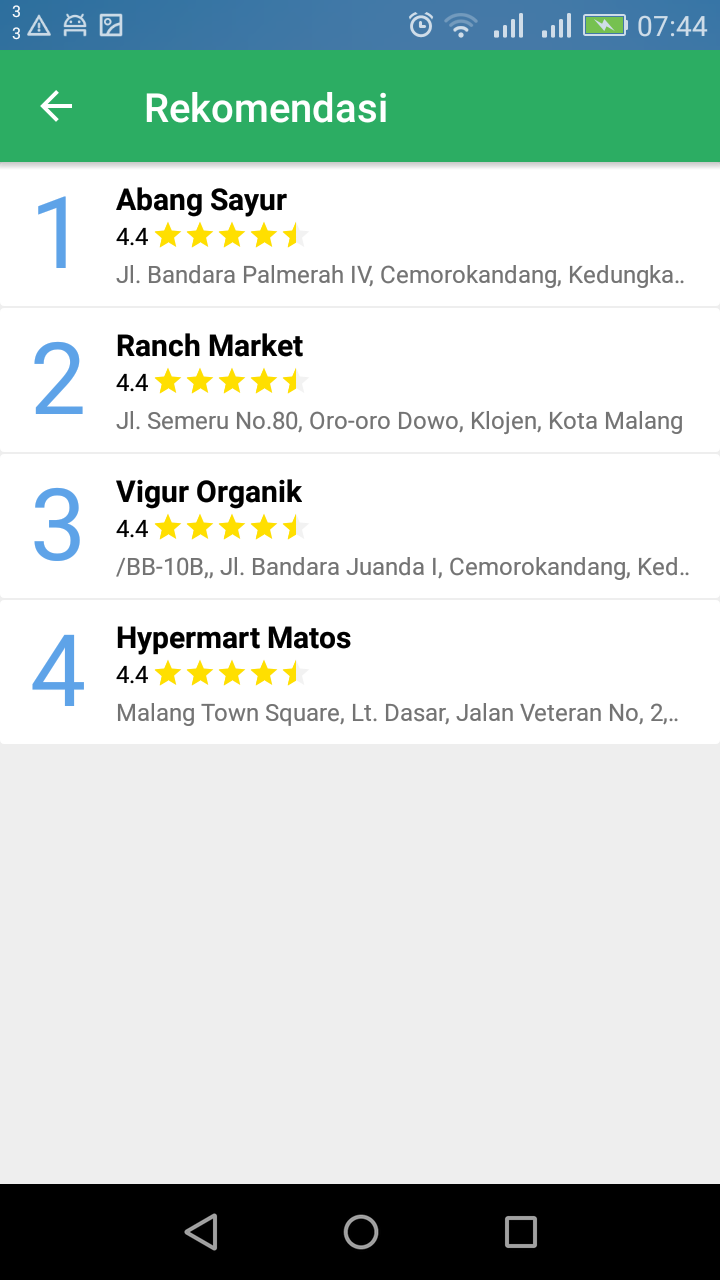 3
3
07:44
Rekomendasi
1
Abang Sayur
4.4
Jl. Bandara Palmerah IV, Cemorokandang, Kedungka..
2
Ranch Market
4.4
Jl. Semeru No.80, Oro-oro Dowo, Klojen, Kota Malang
3
Vigur Organik
4.4
/BB-10B,, Jl. Bandara Juanda I, Cemorokandang, Ked..
4
Hypermart Matos
4.4
Malang Town Square, Lt. Dasar, Jalan Veteran No, 2,..